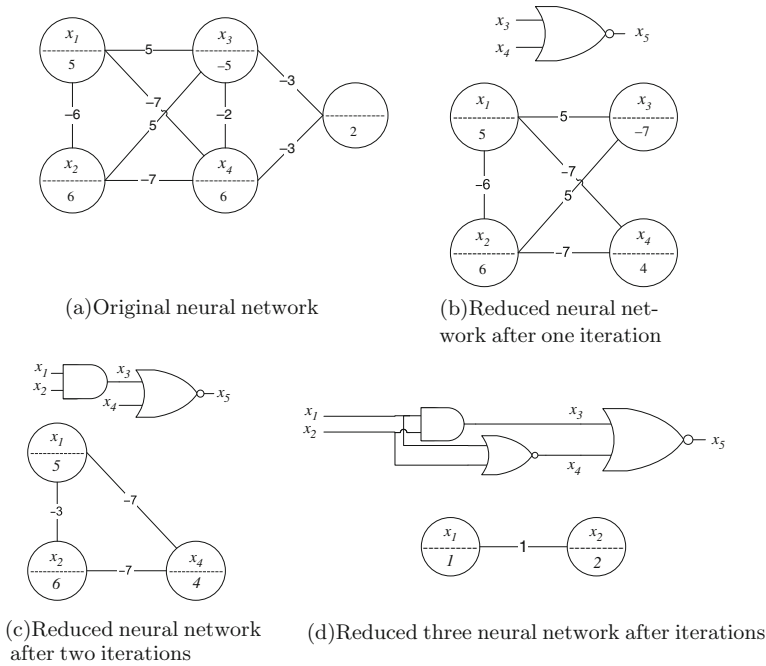 x1
5
5
x3
-5
-3
-6
-7
5
-2
2
-3
x2
6
-7
x4
6
(a)Original neural network
x3
x4
x5
x1
5
5
x3
-7
-6
-7
5
x2
6
-7
x4
4
(b)Reduced neural net-
work after one iteration
x1
x2
x3
x4
x5
x1
5
-3
-7
x2
6
-7
x4
4
(c)Reduced neural network
after two iterations
x1
x2
x3
x4
x5
x1
1
1
x2
2
(d)Reduced three neural network after iterations